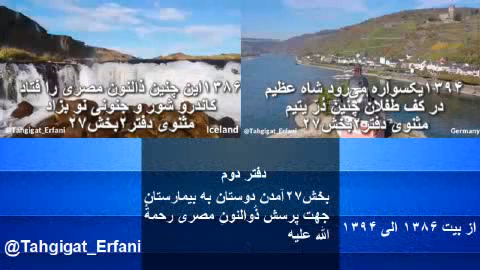 ۱۳۸۶این چنین ذالنون مصری را فتاد
کاندرو شور و جنونی نو بزاد
مثنوی دفتر۲بخش۲۷
@Tahgigat_Erfani
Iceland
۱۳۹۴یکسواره می‌رود شاه عظیم
در کف طفلان چنین دُر یتیم
مثنوی دفتر۲بخش۲۷
@Tahgigat_Erfani
Germany
دفتر دوم
بخش۲۷آمدن دوستان به بیمارستان
جهت پرسش ذوالنون مصری رحمةُ
الله علیه
از بیت ۱۳۸۶ الی ۱۳۹۴
@Tahgigat_Erfani